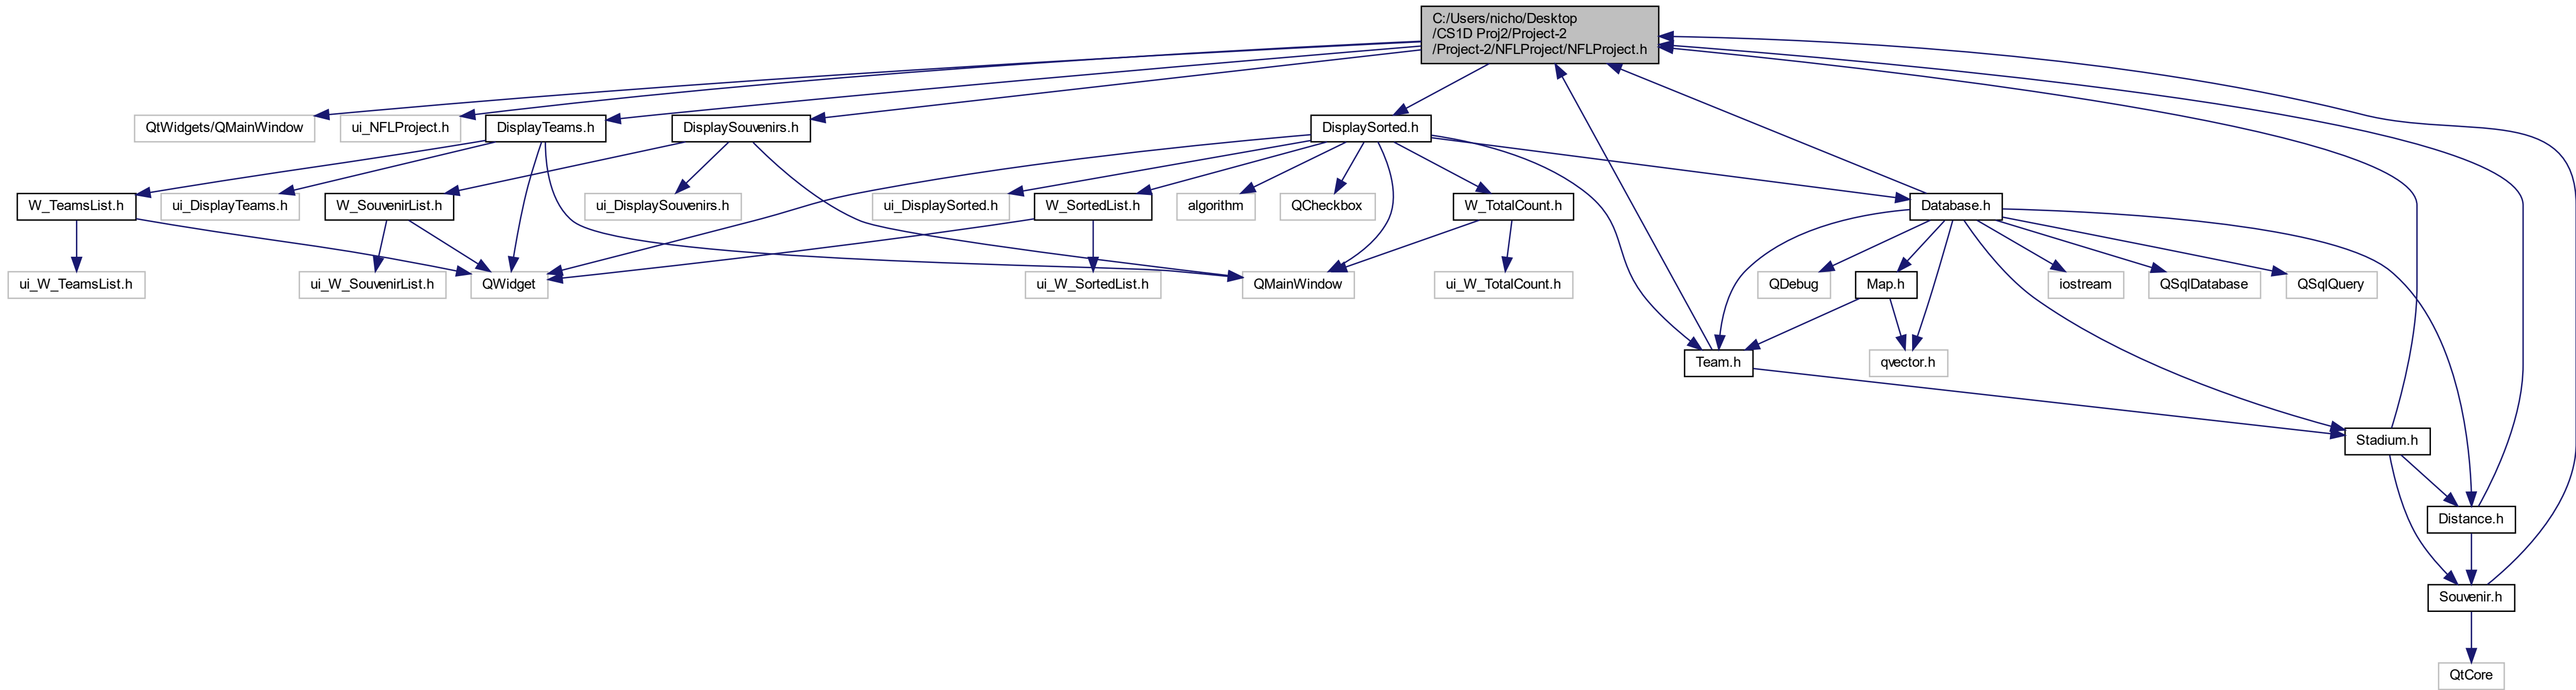 C:/Users/nicho/Desktop
/CS1D Proj2/Project-2
/Project-2/NFLProject/NFLProject.h
QtWidgets/QMainWindow
ui_NFLProject.h
DisplayTeams.h
DisplaySouvenirs.h
DisplaySorted.h
W_TeamsList.h
ui_DisplayTeams.h
W_SouvenirList.h
ui_DisplaySouvenirs.h
ui_DisplaySorted.h
W_SortedList.h
algorithm
QCheckbox
W_TotalCount.h
Database.h
ui_W_TeamsList.h
ui_W_SouvenirList.h
QWidget
ui_W_SortedList.h
QMainWindow
ui_W_TotalCount.h
QDebug
Map.h
iostream
QSqlDatabase
QSqlQuery
Team.h
qvector.h
Stadium.h
Distance.h
Souvenir.h
QtCore